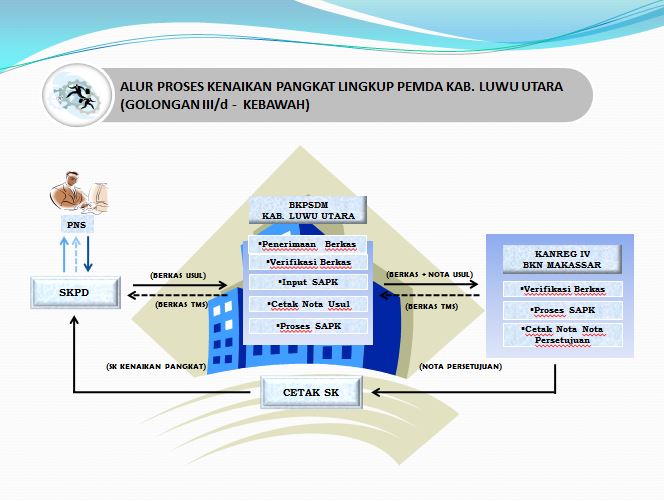 ALUR PROSES KENAIKAN PANGKAT LINGKUP PEMDA KAB. LUWU UTARA
(GOLONGAN III/d - KEBAWAH)
PNS
SKPD
(BERKAS USUL)
(BERKAS TMS)
BKPSDM
KAB. LUWU UTARA
▪Penerimaan Berkas
▪Verifikasi Berkas
▪Input SAPK
▪Cetak Nota Usul
▪Proses SAPK
(BERKAS + NOTA USUL)
(BERKAS TMS)
KANREG IV
BKN MAKASSAR
▪Verifikasi Berkas
▪Proses SAPK
▪Cetak Nota Nota
Persetujuan
(SK KENAIKAN PANGKAT)
(NOTA PERSETUJUAN)
CETAK SK